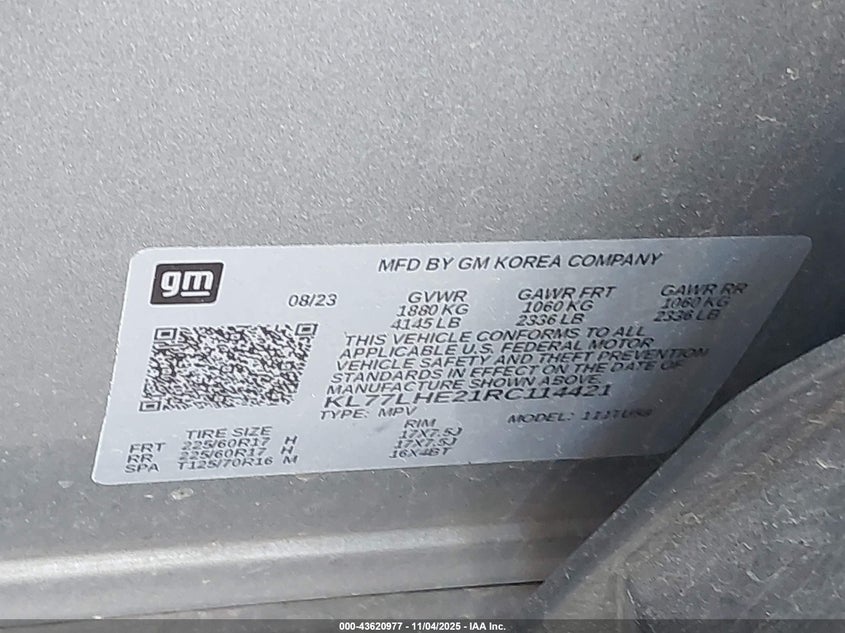 gm
MFD BY GM KOREA COMPANY
08/23
GVWR GAWR FRT GAWR RR
1880 KG 1060 KG 1060 KG
4145 LB 2336 LB 2336 LB
THIS VEHICLE CONFORMS TO ALL
APPLICABLE U.S. FEDERAL MOTOR
VEHICLE SAFETY AND THEFT PREVENTION
STANDARDS IN EFFECT ON THE DATE OF
MANUFACTURE SHOWN ABOVE.
KL77LHE21RC114421
TYPE: MPV MODEL:
TIRE SIZE RIM
FRT 225/60R17 H 17X7.5J
RR 225/60R17 H 17X7.5J
SPA T125/70R16 M 16X4BT
000-43620977 - 11/04/2025 - IAA Inc.